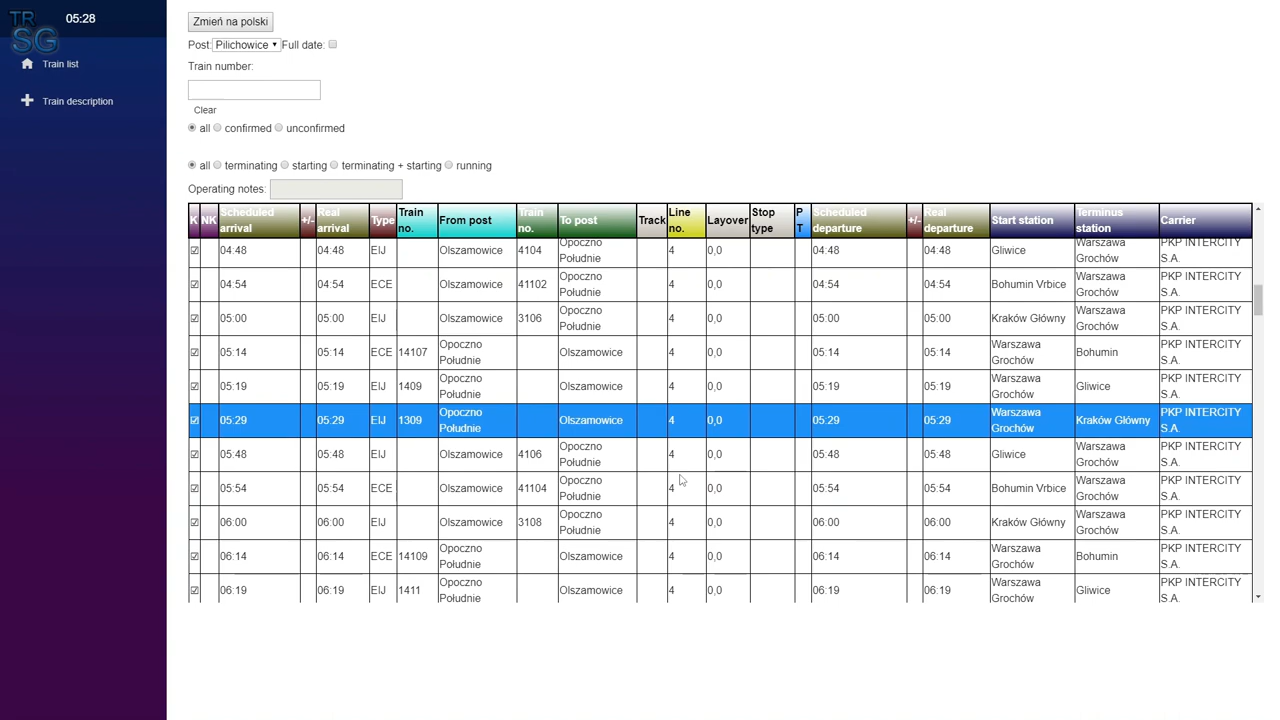 TRSG
05:28
Train list
Train description
Zmień na polski
Post: Pilichowice Full date:
Train number:
Clear
all confirmed unconfirmed
all terminating starting terminating + starting running
Operating notes:
K NK Scheduled arrival +/- Real arrival Type Train no. From post Train no. To post Track Line no. Layover Stop type P T Scheduled departure +/- Real departure Start station Terminus station Carrier
04:48 04:48 EIJ Olszamowice 4104 Opoczno Południe 4 0,0 04:48 04:48 Gliwice Warszawa Grochów PKP INTERCITY S.A.
04:54 04:54 ECE Olszamowice 41102 Opoczno Południe 4 0,0 04:54 04:54 Bohumin Vrbice Warszawa Grochów PKP INTERCITY S.A.
05:00 05:00 EIJ Olszamowice 3106 Opoczno Południe 4 0,0 05:00 05:00 Kraków Główny Warszawa Grochów PKP INTERCITY S.A.
05:14 05:14 ECE 14107 Opoczno Południe Olszamowice 4 0,0 05:14 05:14 Warszawa Grochów Bohumin PKP INTERCITY S.A.
05:19 05:19 EIJ 1409 Opoczno Południe Olszamowice 4 0,0 05:19 05:19 Warszawa Grochów Gliwice PKP INTERCITY S.A.
05:29 05:29 EIJ 1309 Opoczno Południe Olszamowice 4 0,0 05:29 05:29 Warszawa Grochów Kraków Główny PKP INTERCITY S.A.
05:48 05:48 EIJ Olszamowice 4106 Opoczno Południe 4 0,0 05:48 05:48 Gliwice Warszawa Grochów PKP INTERCITY S.A.
05:54 05:54 ECE Olszamowice 41104 Opoczno Południe 4 0,0 05:54 05:54 Bohumin Vrbice Warszawa Grochów PKP INTERCITY S.A.
06:00 06:00 EIJ Olszamowice 3108 Opoczno Południe 4 0,0 06:00 06:00 Kraków Główny Warszawa Grochów PKP INTERCITY S.A.
06:14 06:14 ECE 14109 Opoczno Południe Olszamowice 4 0,0 06:14 06:14 Warszawa Grochów Bohumin PKP INTERCITY S.A.
06:19 06:19 EIJ 1411 Opoczno Południe Olszamowice 4 0,0 06:19 06:19 Warszawa Grochów Gliwice PKP INTERCITY S.A.